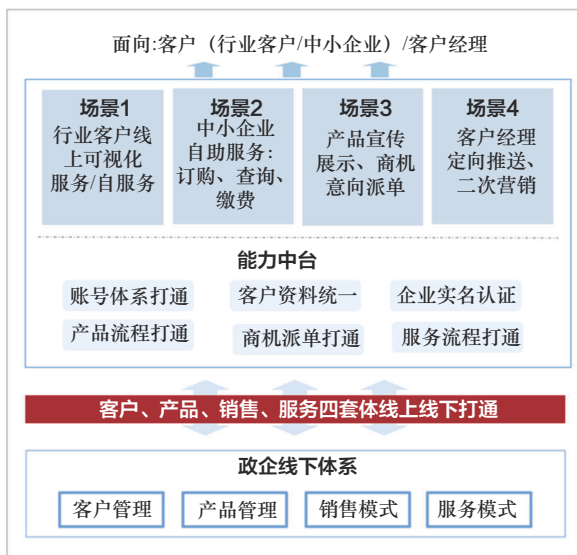 面向:客户（行业客户/中小企业）/客户经理
场景1
行业客户线
上可视化
服务/自服务
场景2
中小企业
自助服务:
订购、查询、
缴费
场景3
产品宣传
展示、商机
意向派单
场景4
客户经理
定向推送、
二次营销
能力中台
账号体系打通
客户资料统一
企业实名认证
产品流程打通
商机派单打通
服务流程打通
客户、产品、销售、服务四套体线上线下打通
政企线下体系
客户管理
产品管理
销售模式
服务模式